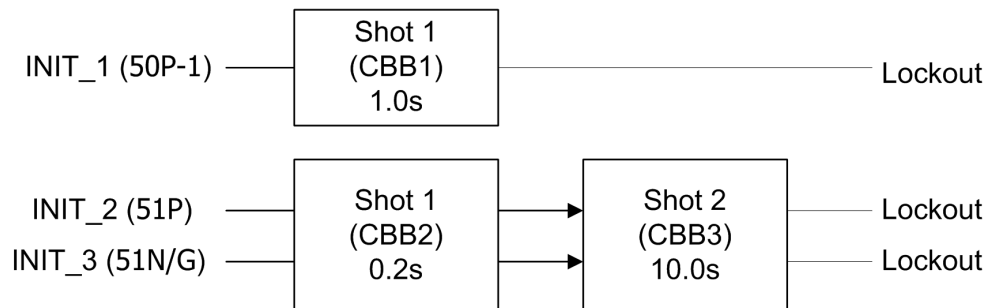 INIT_1 (50P-1)
Shot 1
(CBB1)
1.0s
Lockout
INIT_2 (51P)
INIT_3 (51N/G)
Shot 1
(CBB2)
0.2s
Shot 2
(CBB3)
10.0s
Lockout
Lockout